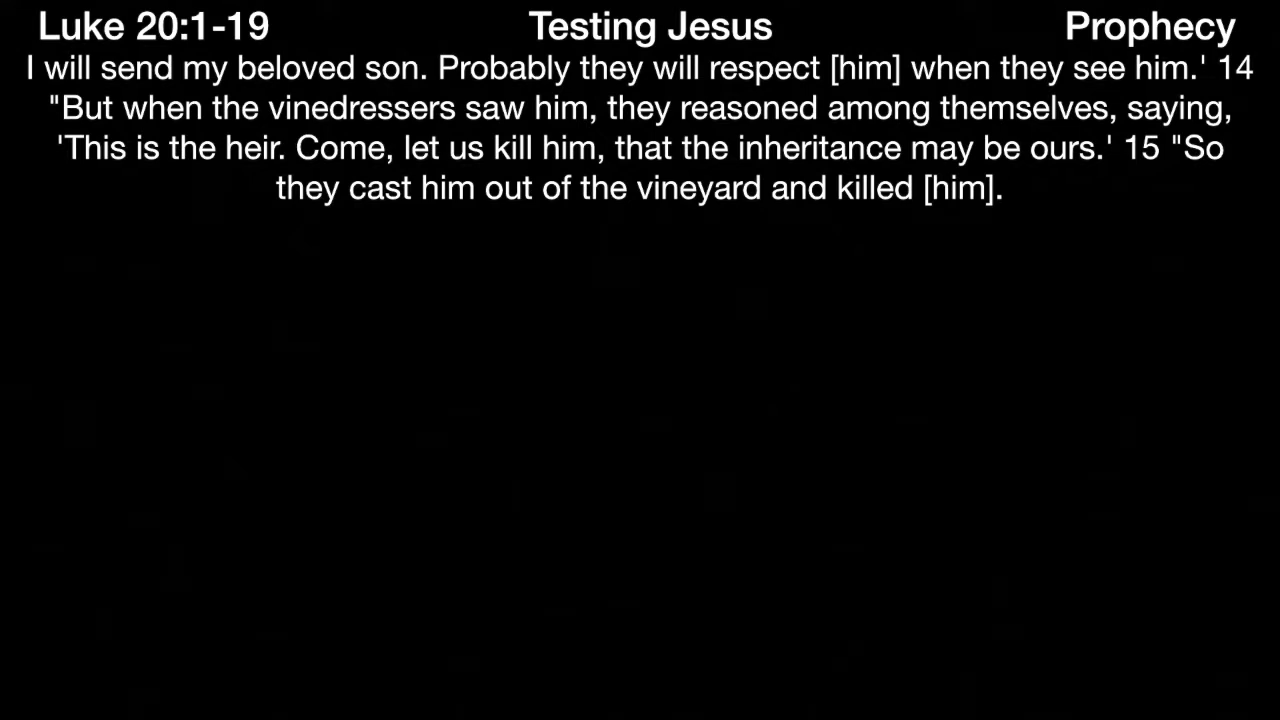 Luke 20:1-19 Testing Jesus Prophecy
I will send my beloved son. Probably they will respect [him] when they see him.' 14
"But when the vinedressers saw him, they reasoned among themselves, saying,
'This is the heir. Come, let us kill him, that the inheritance may be ours.' 15 "So
they cast him out of the vineyard and killed [him].